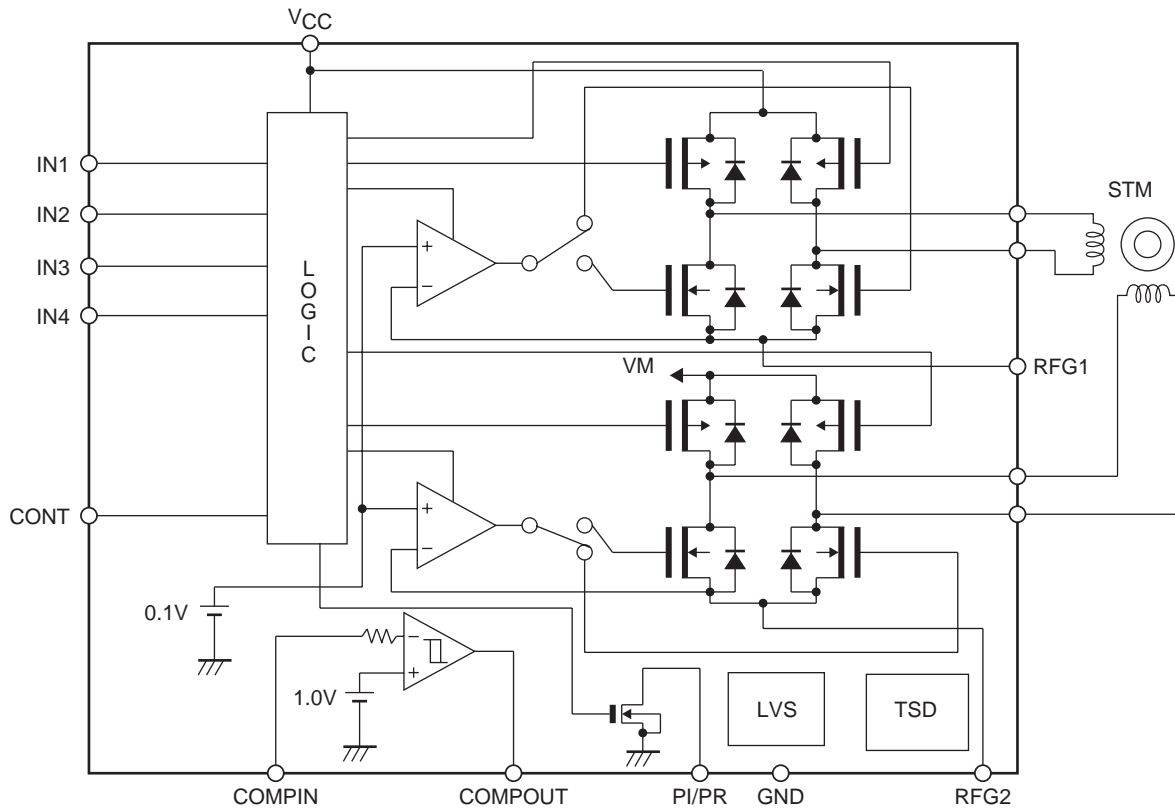 VCC
IN1
IN2
IN3
IN4
CONT
LOGIC
+
−
STM
RFG1
VM
+
−
0.1V
−
+
1.0V
LVS
TSD
COMPIN
COMPOUT
PI/PR
GND
RFG2